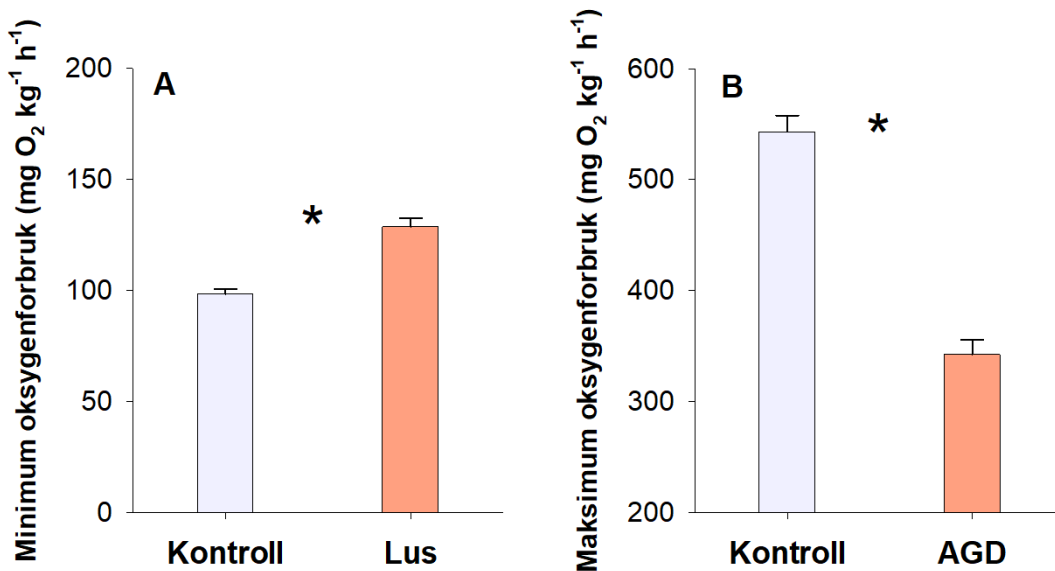 Minimum oksygenforbruk (mg O₂ kg⁻¹ h⁻¹)
A
200
150
100
50
0
*
Kontroll
Lus
Maksimum oksygenforbruk (mg O₂ kg⁻¹ h⁻¹)
B
600
500
400
300
200
*
Kontroll
AGD